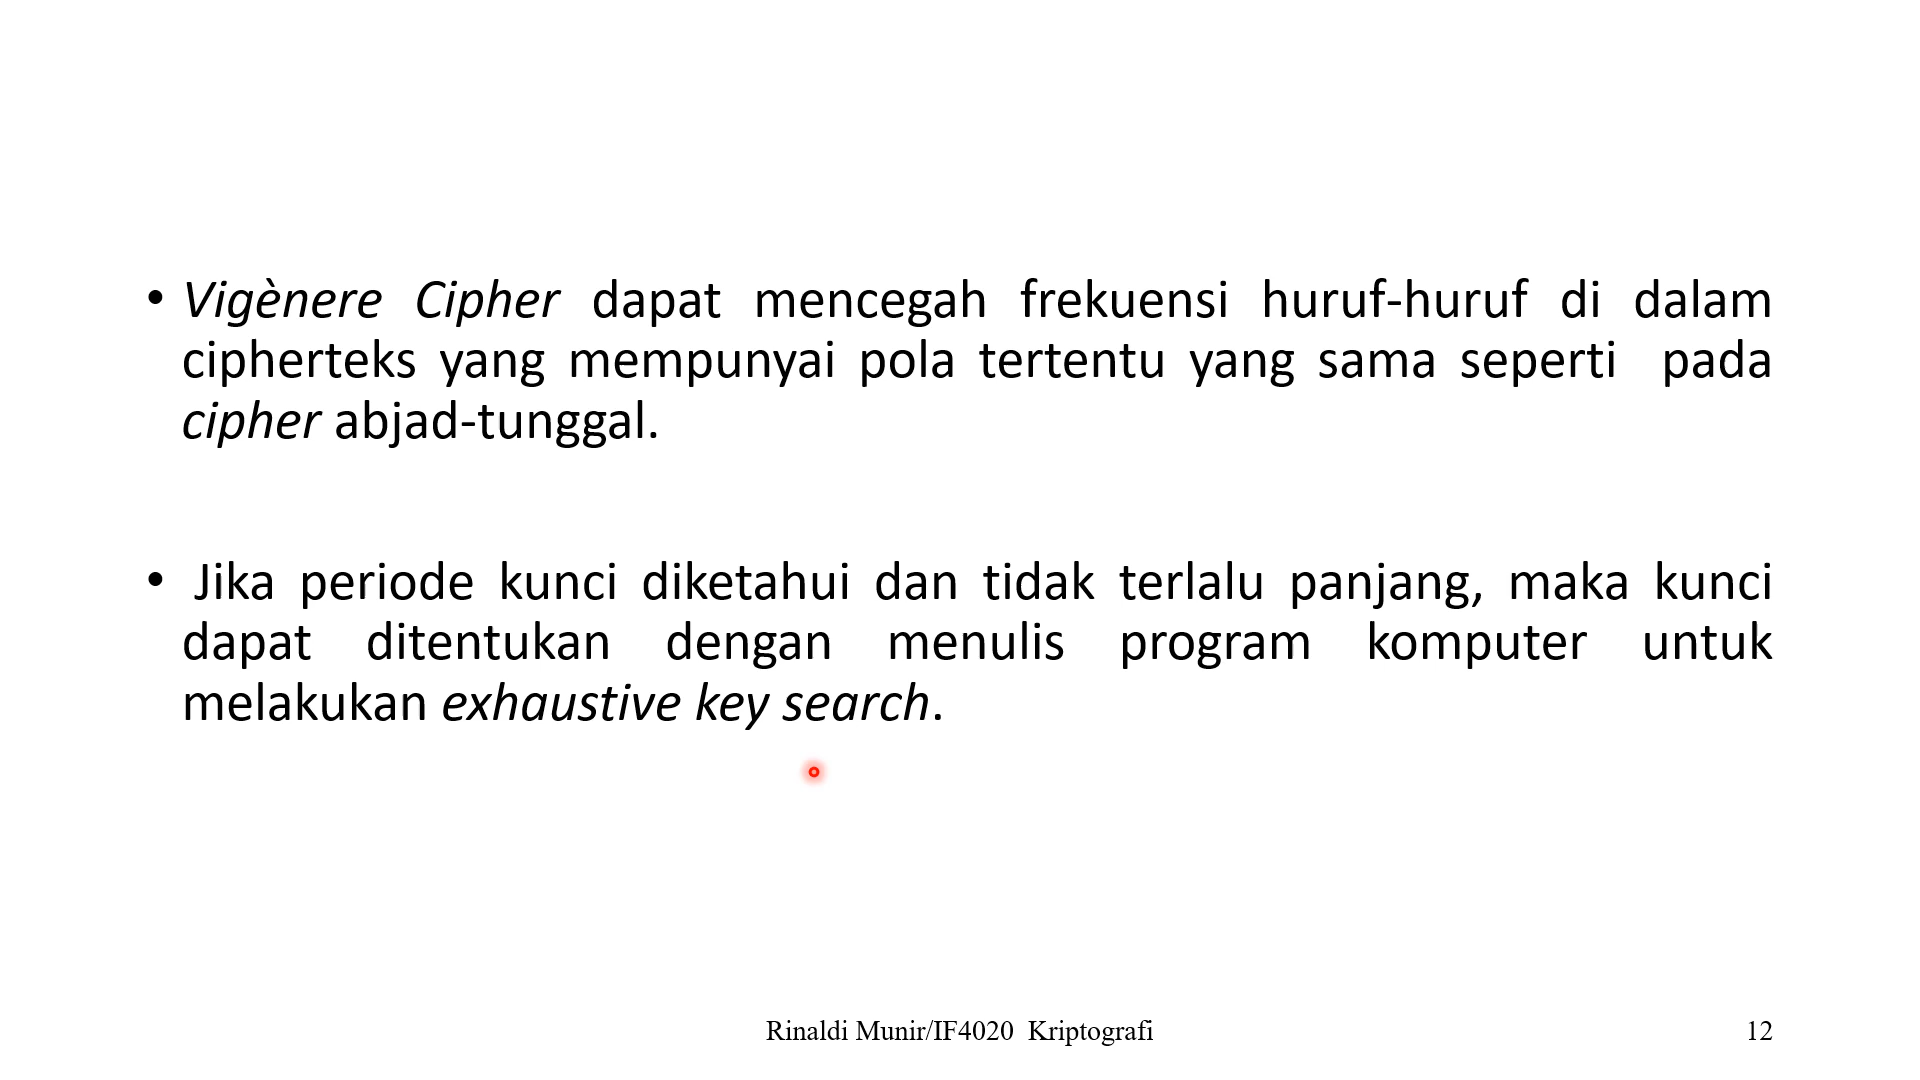 • Vigènere Cipher dapat mencegah frekuensi huruf-huruf di dalam
cipherteks yang mempunyai pola tertentu yang sama seperti pada
cipher abjad-tunggal.
• Jika periode kunci diketahui dan tidak terlalu panjang, maka kunci
dapat ditentukan dengan menulis program komputer untuk
melakukan exhaustive key search.
Rinaldi Munir/IF4020 Kriptografi
12